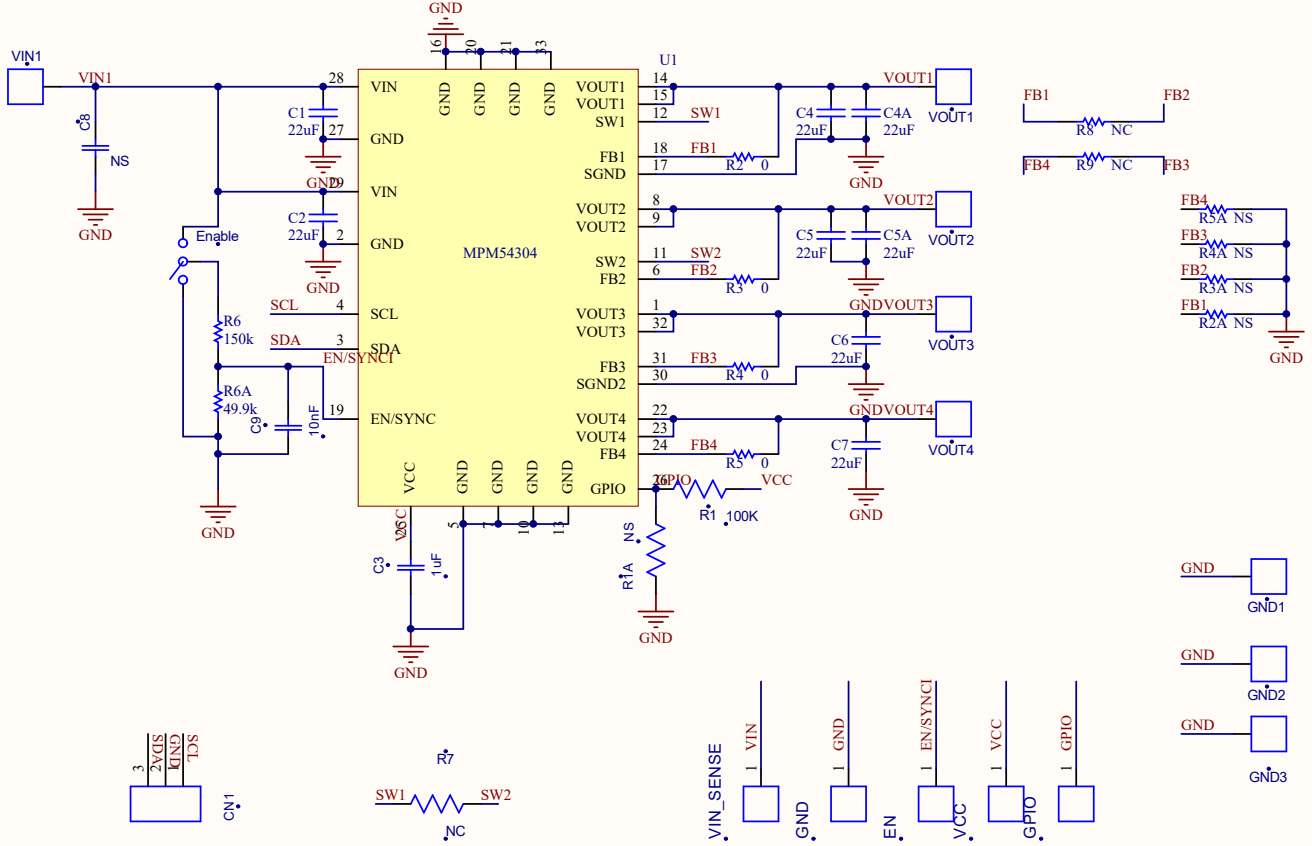 GND
16 20 21 33
GND GND GND GND
U1
VIN1
VIN1
28 VIN
C8
NS
GND
C1
22uF
27 GND
GND
29 VIN
C2
22uF
2 GND
GND
Enable
SCL 4 SCL
SDA 3 SDA
EN/SYNCI
R6
150k
R6A
49.9k
C9
10nF
19 EN/SYNC
GND
MPM54304
VOUT1 14
VOUT1 15
SW1 12 SW1
FB1 18 FB1
SGND 17
R2 0
C4
22uF
C4A
22uF
GND
VOUT1
VOUT1
VOUT2 8
VOUT2 9
SW2 11 SW2
FB2 6 FB2
R3 0
C5
22uF
C5A
22uF
GND
VOUT2
VOUT2
VOUT3 1
VOUT3 32
FB3 31 FB3
SGND2 30
R4 0
C6
22uF
GND
VOUT3
VOUT3
VOUT4 22
VOUT4 23
FB4 24 FB4
R5 0
C7
22uF
GND
VOUT4
VOUT4
GPIO 26 GPIO
VCC
R1 100K
NS
R1A
GND
VCC GND GND GND GND
25 5 7 10 13
VCC
C3
1uF
GND
FB1 FB2
R8 NC
FB4 FB3
R9 NC
FB4
R5A NS
FB3
R4A NS
FB2
R3A NS
FB1
R2A NS
GND
GND
GND1
GND
GND2
GND
GND3
SDA GND SCL
3 2 1
CN1
R7
SW1 SW2
NC
VIN 1 VIN_SENSE
GND 1 GND
EN/SYNCI 1 EN
VCC 1 VCC
GPIO 1 GPIO